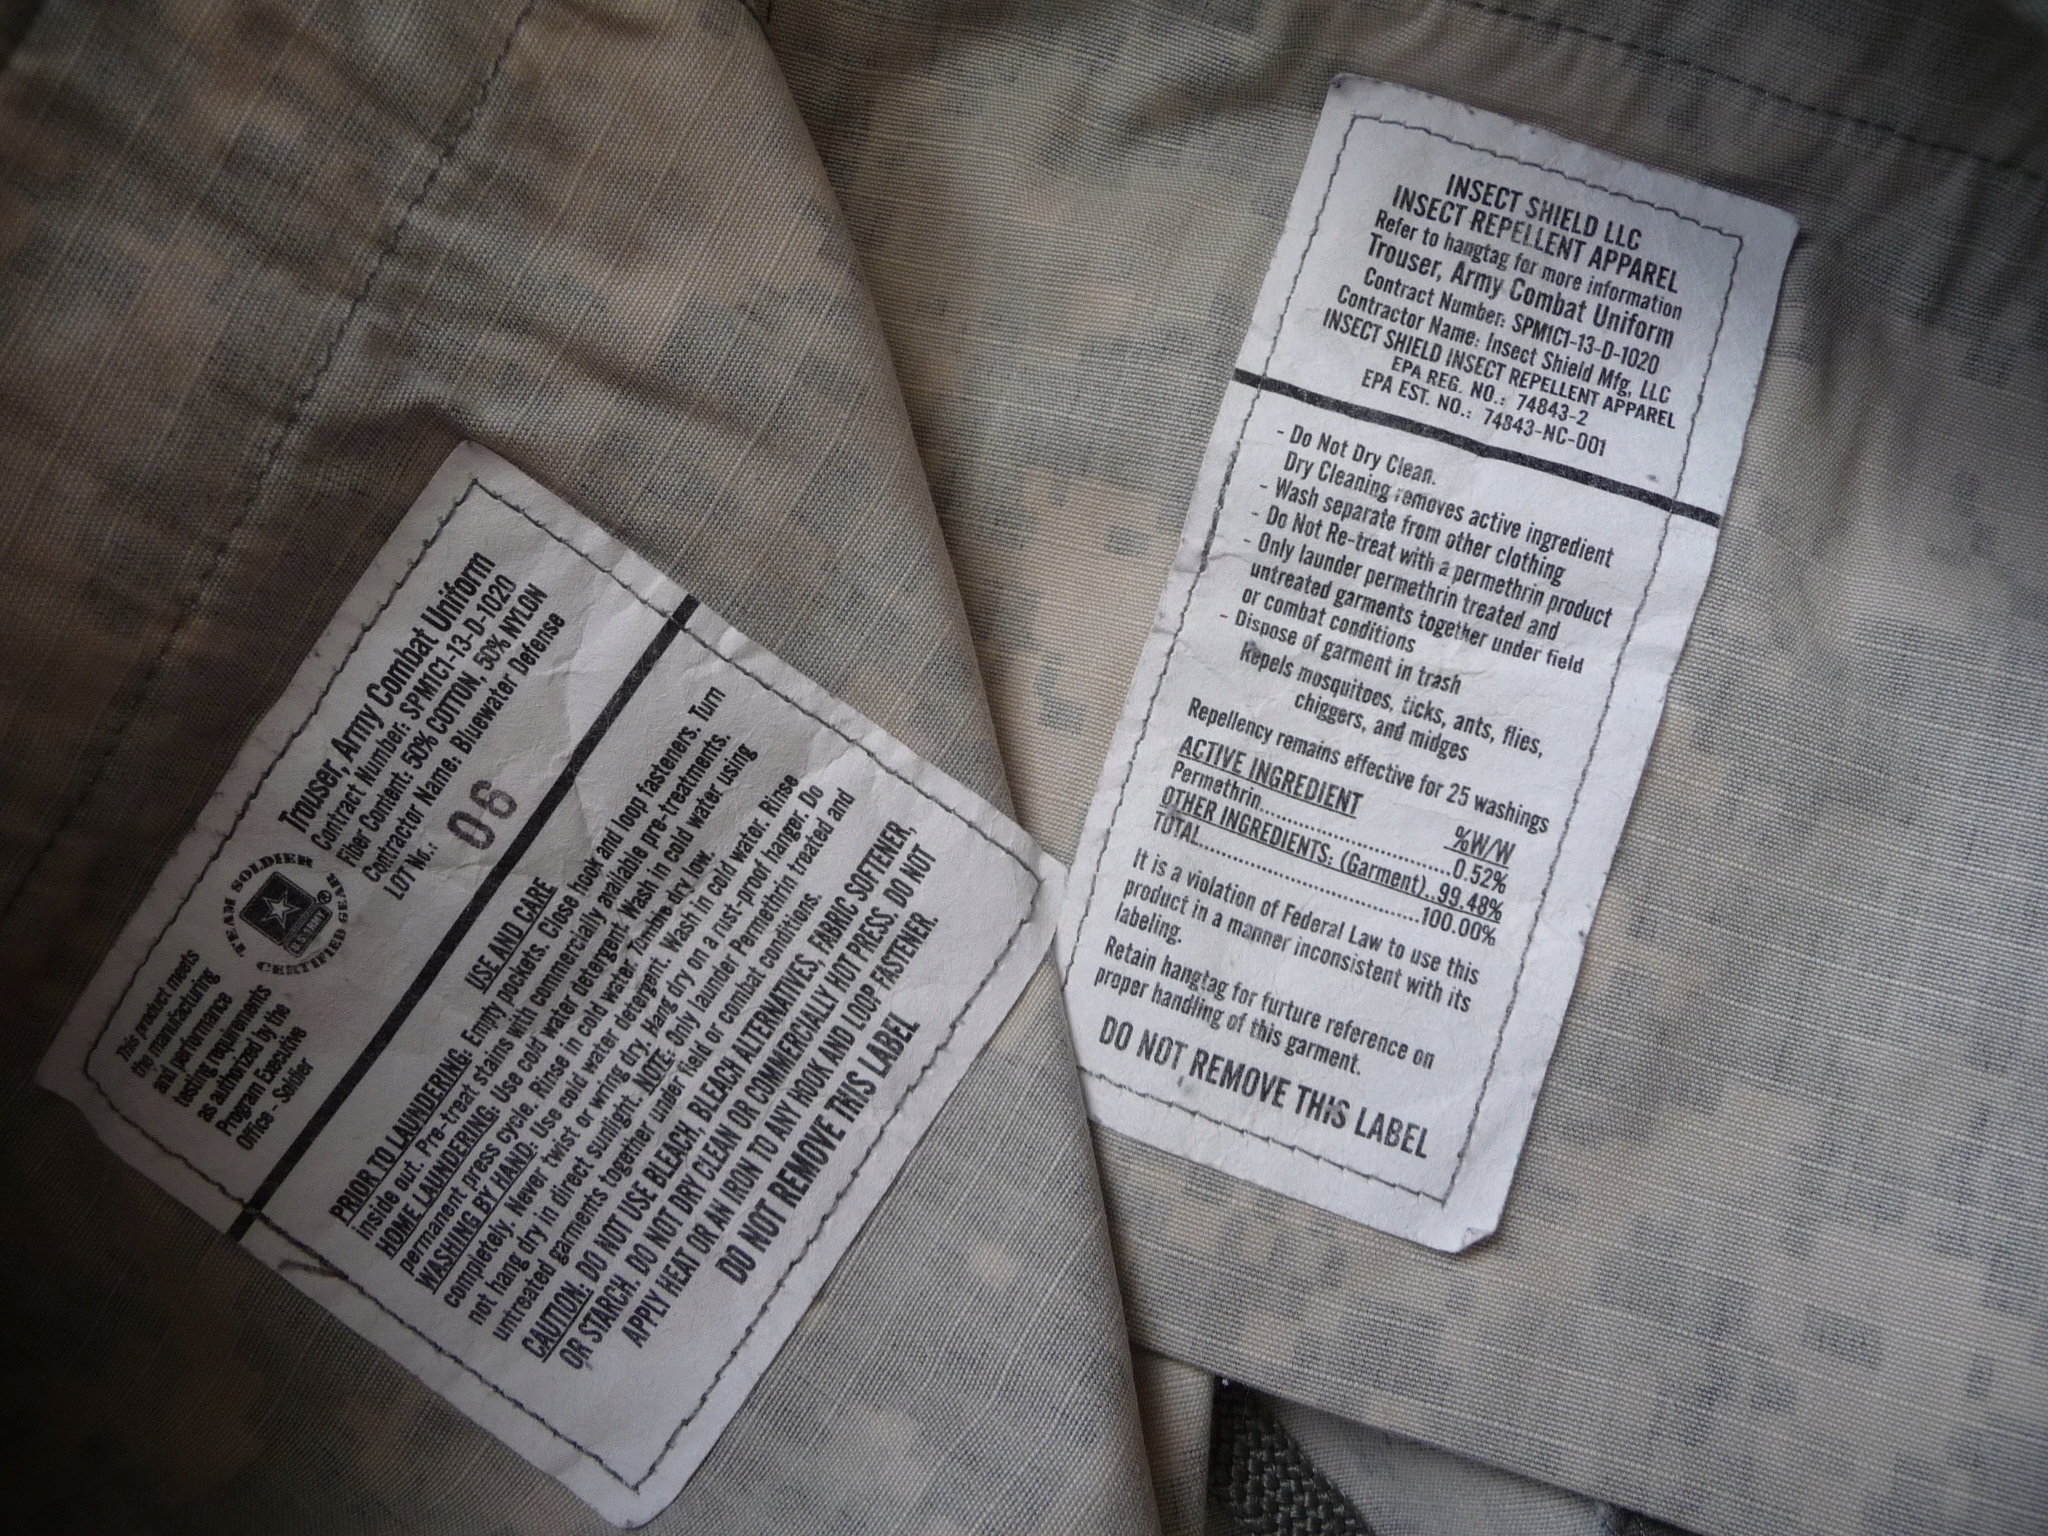 Trouser, Army Combat Uniform
Contract Number: SPM1C1-13-D-1020
Fiber Content: 50% COTTON, 50% NYLON
Contractor Name: Bluewater Defense
LOT No.: 06
TEAM SOLDIER
U.S. ARMY
®
CERTIFIED GEAR
This product meets
the manufacturing
and performance
testing requirements
as authorized by the
Program Executive
Office - Soldier
USE AND CARE
PRIOR TO LAUNDERING: Empty pockets. Close hook and loop fasteners. Turn
inside out. Pre-treat stains with commercially available pre-treatments.
HOME LAUNDERING: Use cold water detergent. Wash in cold water using
permanent press cycle. Rinse in cold water. Tumble dry low.
WASHING BY HAND: Use cold water detergent. Wash in cold water. Rinse
completely. Never twist or wring dry. Hang dry on a rust-proof hanger. Do
not hang dry in direct sunlight. NOTE: Only launder Permethrin treated and
untreated garments together under field or combat conditions.
CAUTION: DO NOT USE BLEACH, BLEACH ALTERNATIVES, FABRIC SOFTENER,
OR STARCH. DO NOT DRY CLEAN OR COMMERCIALLY HOT PRESS. DO NOT
APPLY HEAT OR AN IRON TO ANY HOOK AND LOOP FASTENER.
DO NOT REMOVE THIS LABEL
INSECT SHIELD LLC
INSECT REPELLENT APPAREL
Refer to hangtag for more information
Trouser, Army Combat Uniform
Contract Number: SPM1C1-13-D-1020
Contractor Name: Insect Shield Mfg, LLC
INSECT SHIELD INSECT REPELLENT APPAREL
EPA REG. NO.: 74843-2
EPA EST. NO.: 74843-NC-001
- Do Not Dry Clean.
Dry Cleaning removes active ingredient
- Wash separate from other clothing
- Do Not Re-treat with a permethrin product
- Only launder permethrin treated and
untreated garments together under field
or combat conditions
- Dispose of garment in trash
Repels mosquitoes, ticks, ants, flies,
chiggers, and midges
Repellency remains effective for 25 washings
ACTIVE INGREDIENT %W/W
Permethrin..............................0.52%
OTHER INGREDIENTS: (Garment)..99.48%
TOTAL..................................100.00%
It is a violation of Federal Law to use this
product in a manner inconsistent with its
labeling.
Retain hangtag for furture reference on
proper handling of this garment.
DO NOT REMOVE THIS LABEL